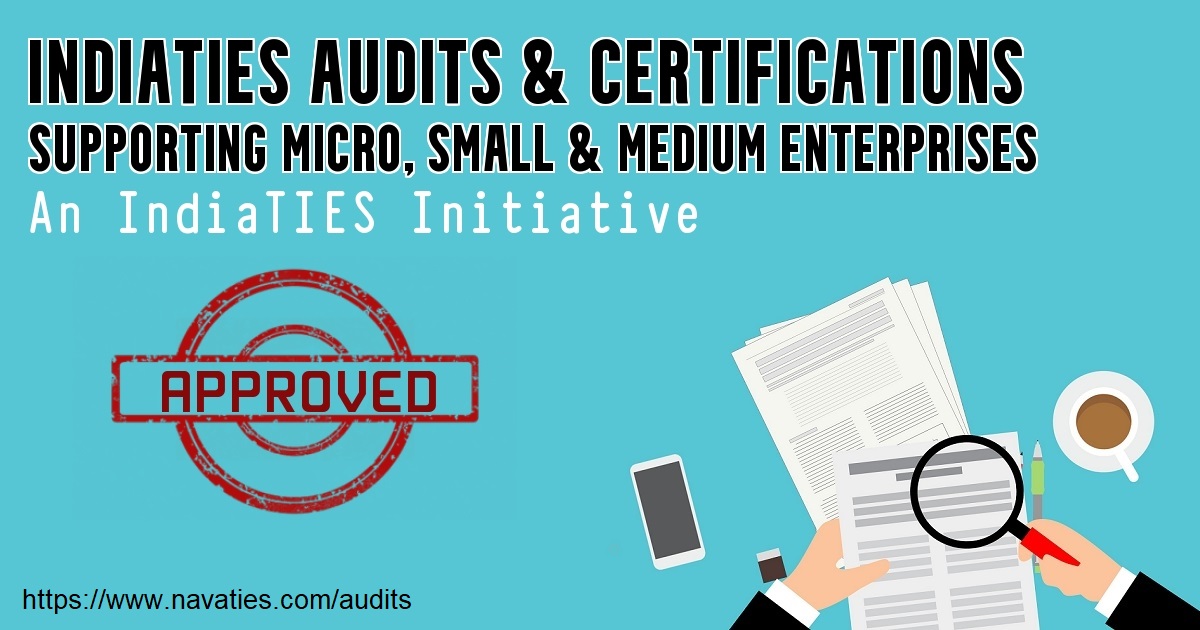 INDIATIES AUDITS & CERTIFICATIONS
SUPPORTING MICRO, SMALL & MEDIUM ENTERPRISES
An IndiaTIES Initiative
APPROVED
https://www.navaties.com/audits